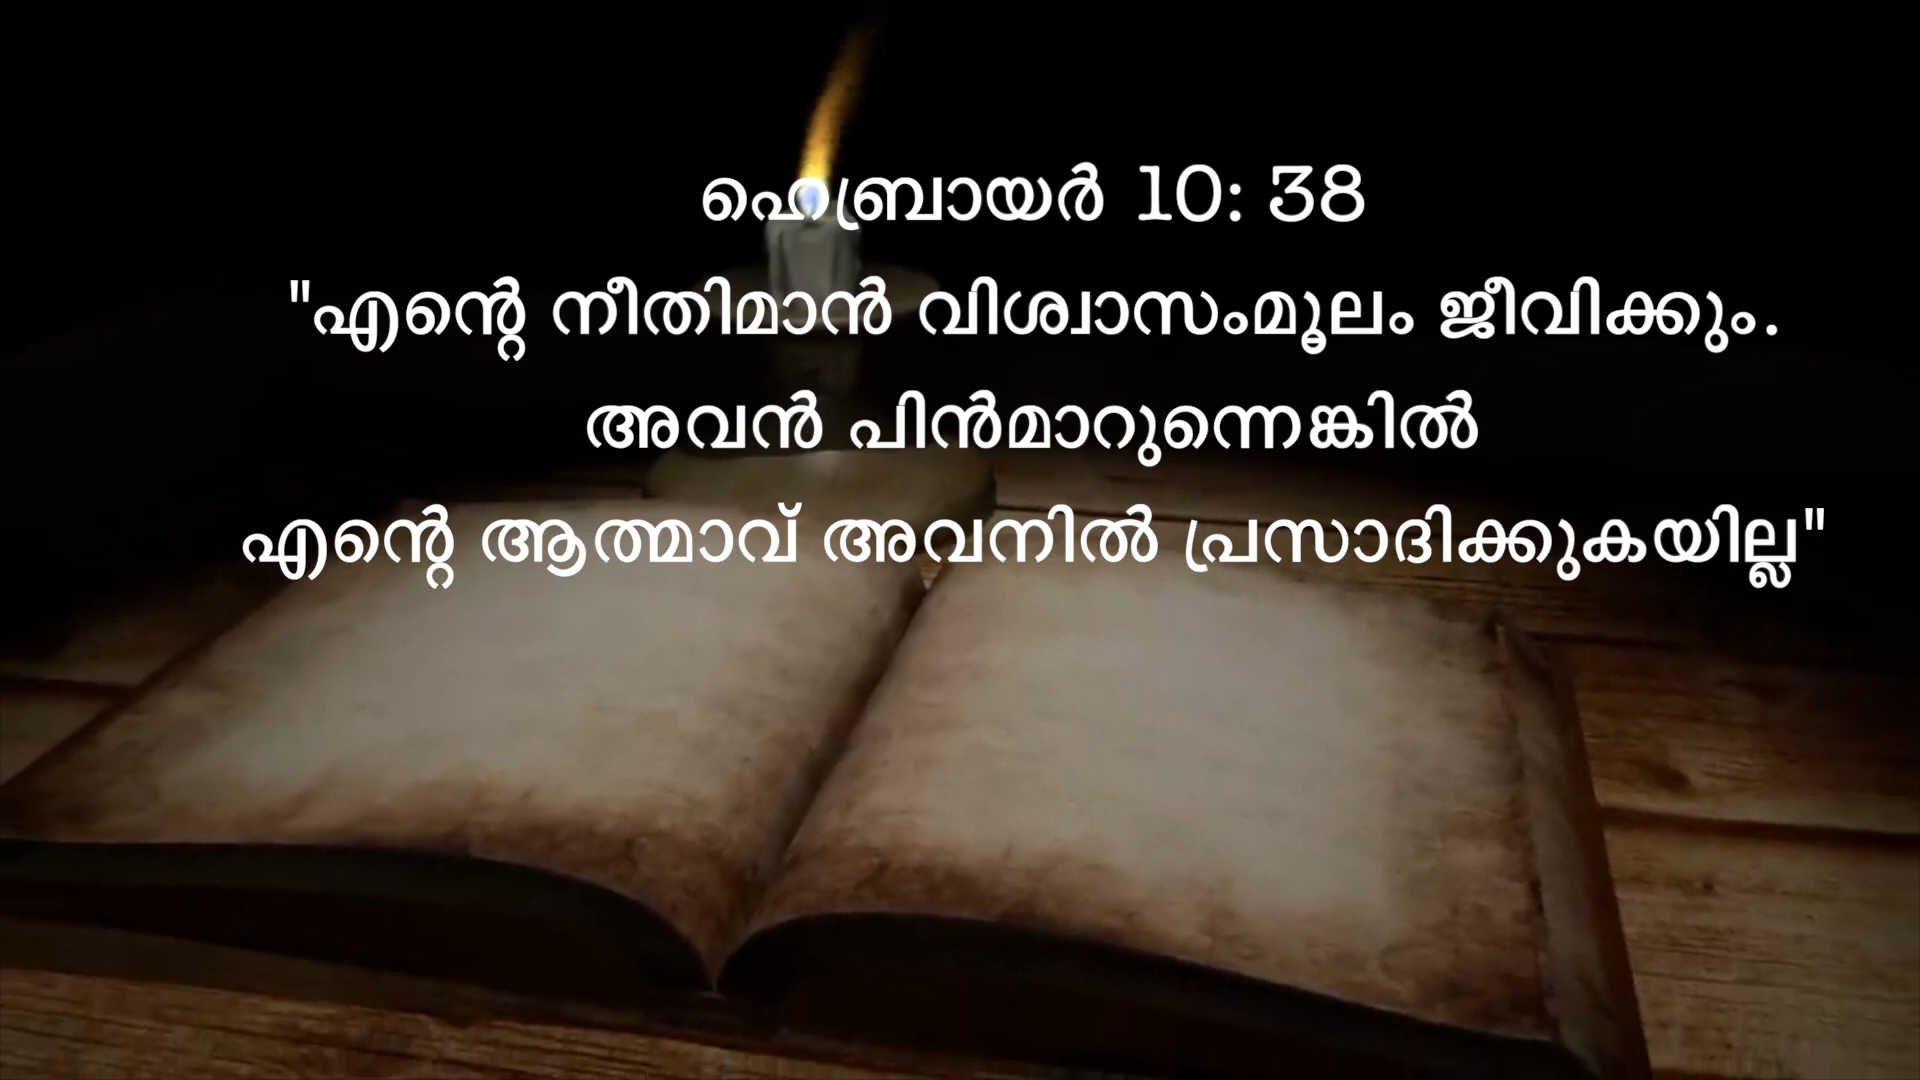 ഹെബ്രായർ 10: 38
"എന്റെ നീതിമാൻ വിശ്വാസംമൂലം ജീവിക്കും.
അവൻ പിൻമാറുന്നെങ്കിൽ
എന്റെ ആത്മാവ് അവനിൽ പ്രസാദിക്കുകയില്ല"